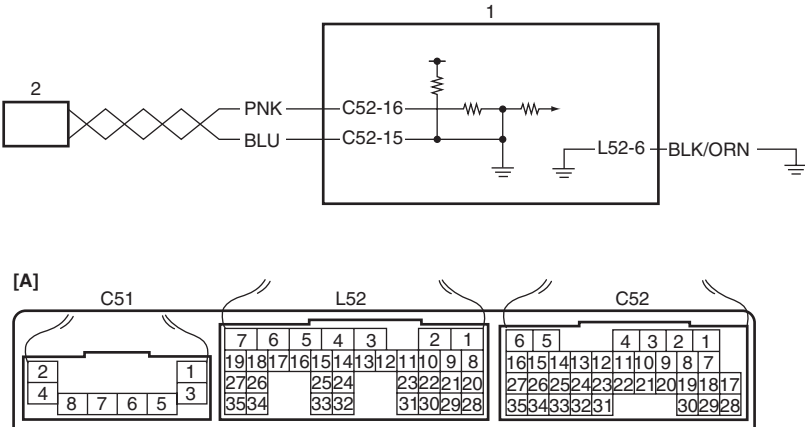 1
2
PNK C52-16
BLU C52-15
L52-6 BLK/ORN
[A]
C51 L52 C52
2 1
4 3
8 7 6 5
7 6 5 4 3 2 1
19 18 17 16 15 14 13 12 11 10 9 8
27 26 25 24 23 22 21 20
35 34 33 32 31 30 29 28
6 5 4 3 2 1
16 15 14 13 12 11 10 9 8 7
27 26 25 24 23 22 21 20 19 18 17
35 34 33 32 31 30 29 28